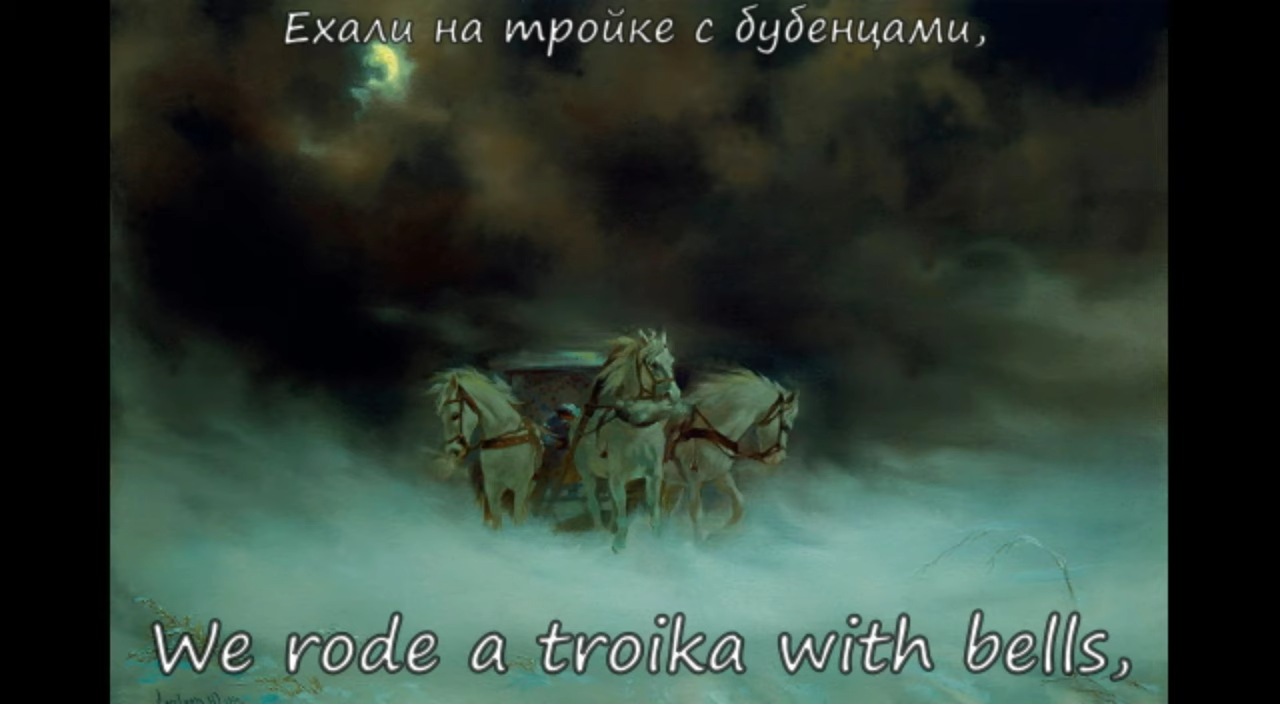 Ехали на тройке с бубенцами,
We rode a troika with bells,